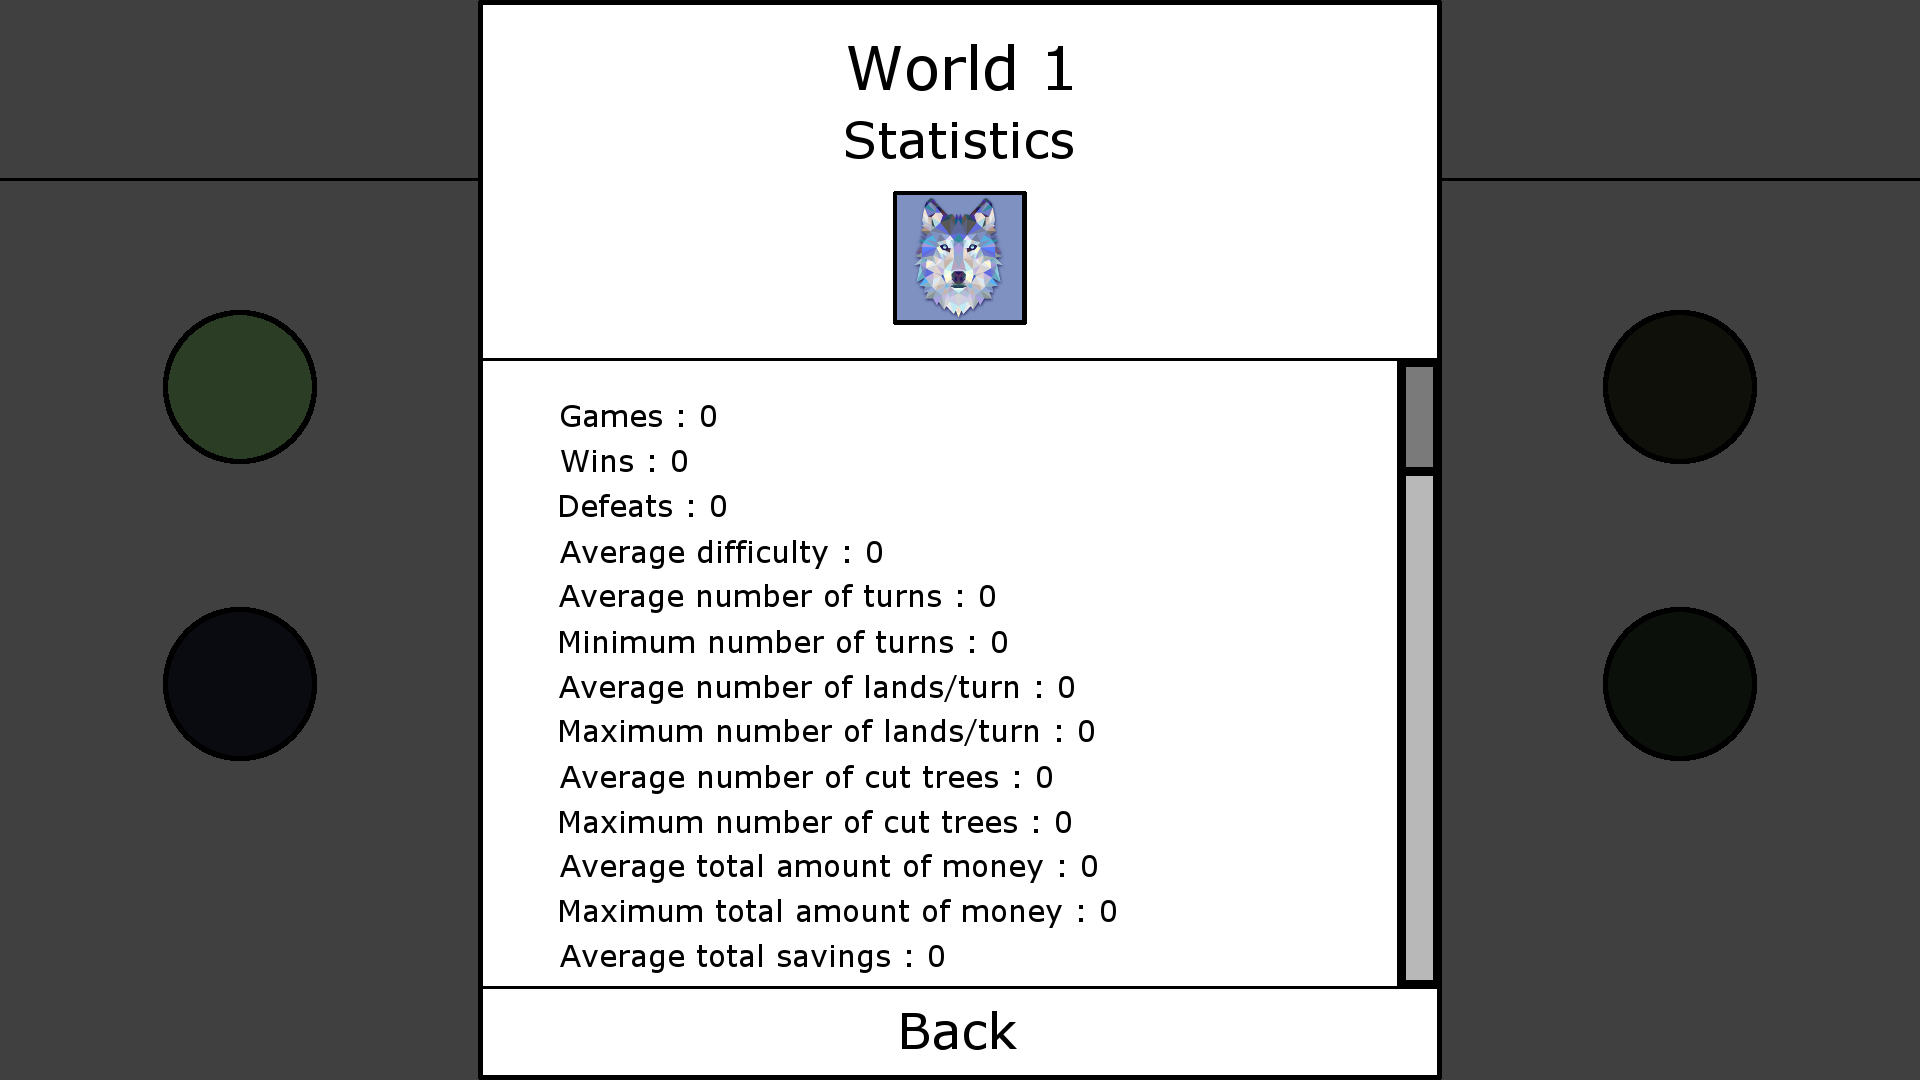 World 1
Statistics
Games : 0
Wins : 0
Defeats : 0
Average difficulty : 0
Average number of turns : 0
Minimum number of turns : 0
Average number of lands/turn : 0
Maximum number of lands/turn : 0
Average number of cut trees : 0
Maximum number of cut trees : 0
Average total amount of money : 0
Maximum total amount of money : 0
Average total savings : 0
Back